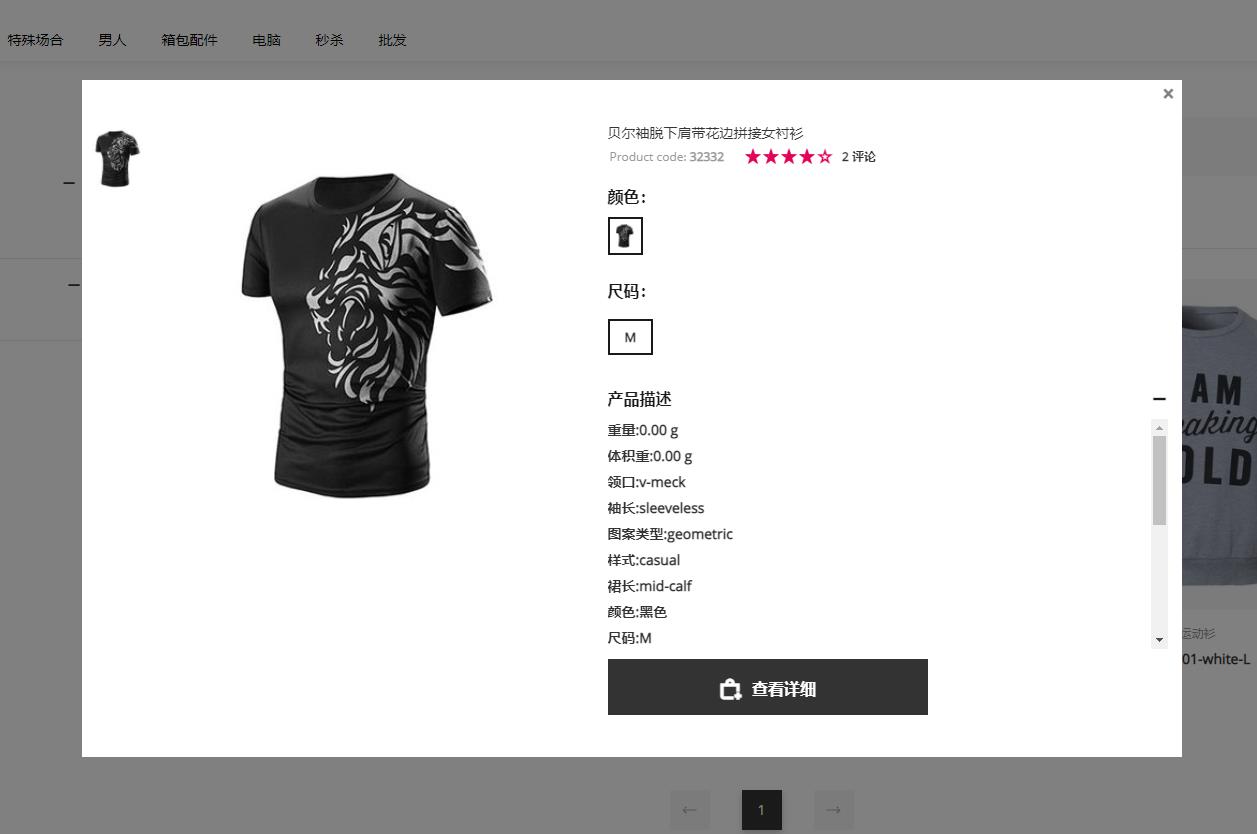 特殊场合 男人 箱包配件 电脑 秒杀 批发
贝尔袖脱下肩带花边拼接女衬衫
Product code: 32332 2 评论
颜色:
尺码:
M
产品描述
重量:0.00 g
体积重:0.00 g
领口:v-meck
袖长:sleeveless
图案类型:geometric
样式:casual
裙长:mid-calf
颜色:黑色
尺码:M
查看详细
AM
aking
OLD
运动衫
01-white-L
1